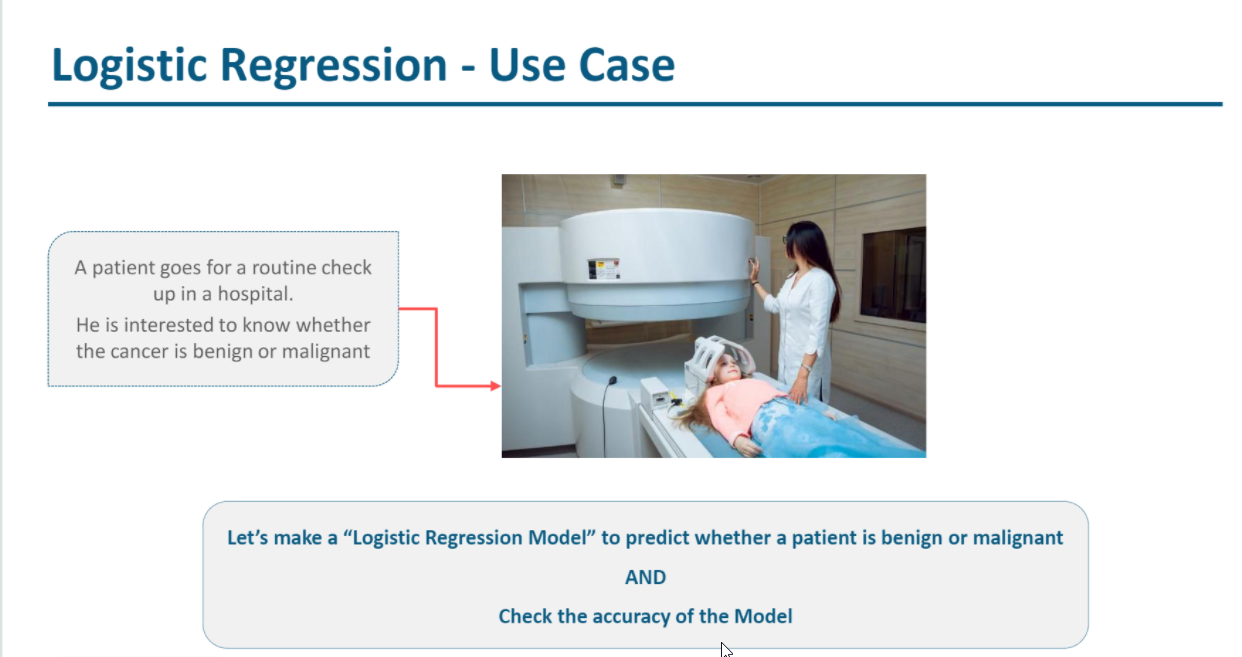 Logistic Regression - Use Case
A patient goes for a routine check
up in a hospital.
He is interested to know whether
the cancer is benign or malignant
Let’s make a “Logistic Regression Model” to predict whether a patient is benign or malignant
AND
Check the accuracy of the Model